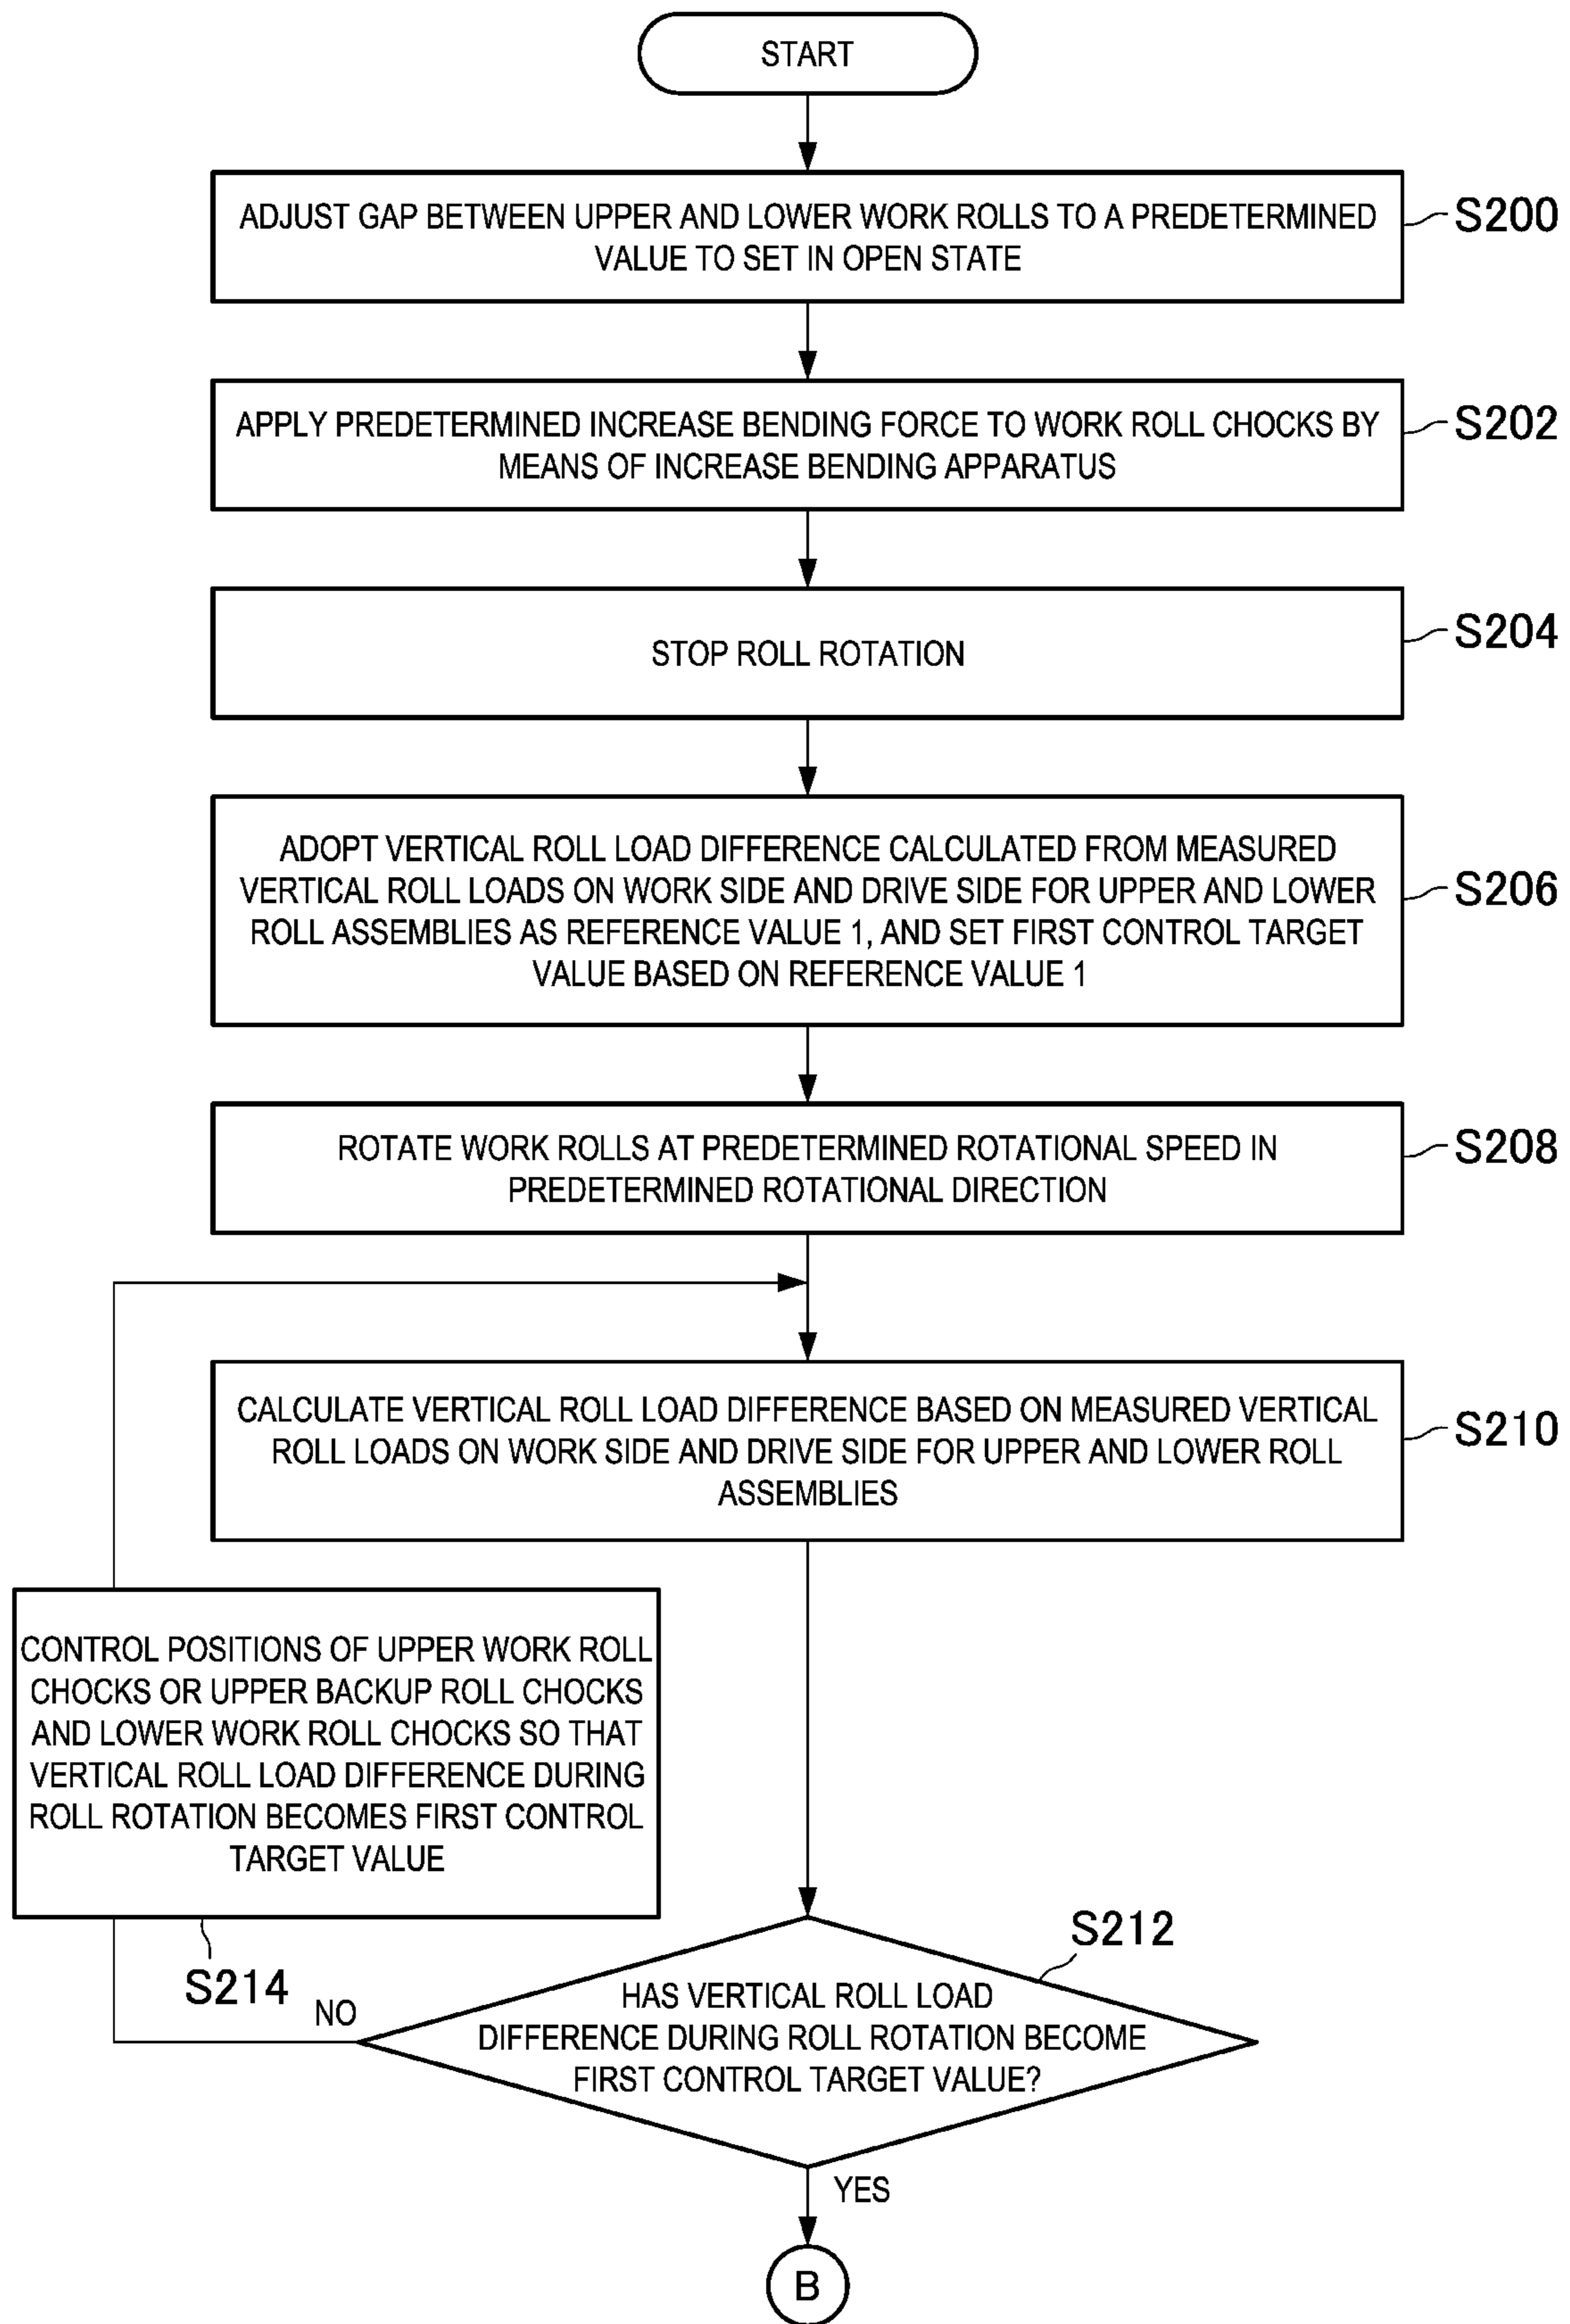 START
ADJUST GAP BETWEEN UPPER AND LOWER WORK ROLLS TO A PREDETERMINED
VALUE TO SET IN OPEN STATE
S200
APPLY PREDETERMINED INCREASE BENDING FORCE TO WORK ROLL CHOCKS BY
MEANS OF INCREASE BENDING APPARATUS
S202
STOP ROLL ROTATION
S204
ADOPT VERTICAL ROLL LOAD DIFFERENCE CALCULATED FROM MEASURED
VERTICAL ROLL LOADS ON WORK SIDE AND DRIVE SIDE FOR UPPER AND LOWER
ROLL ASSEMBLIES AS REFERENCE VALUE 1, AND SET FIRST CONTROL TARGET
VALUE BASED ON REFERENCE VALUE 1
S206
ROTATE WORK ROLLS AT PREDETERMINED ROTATIONAL SPEED IN
PREDETERMINED ROTATIONAL DIRECTION
S208
CALCULATE VERTICAL ROLL LOAD DIFFERENCE BASED ON MEASURED VERTICAL
ROLL LOADS ON WORK SIDE AND DRIVE SIDE FOR UPPER AND LOWER ROLL
ASSEMBLIES
S210
CONTROL POSITIONS OF UPPER WORK ROLL
CHOCKS OR UPPER BACKUP ROLL CHOCKS
AND LOWER WORK ROLL CHOCKS SO THAT
VERTICAL ROLL LOAD DIFFERENCE DURING
ROLL ROTATION BECOMES FIRST CONTROL
TARGET VALUE
S214
NO
S212
HAS VERTICAL ROLL LOAD
DIFFERENCE DURING ROLL ROTATION BECOME
FIRST CONTROL TARGET VALUE?
YES
B